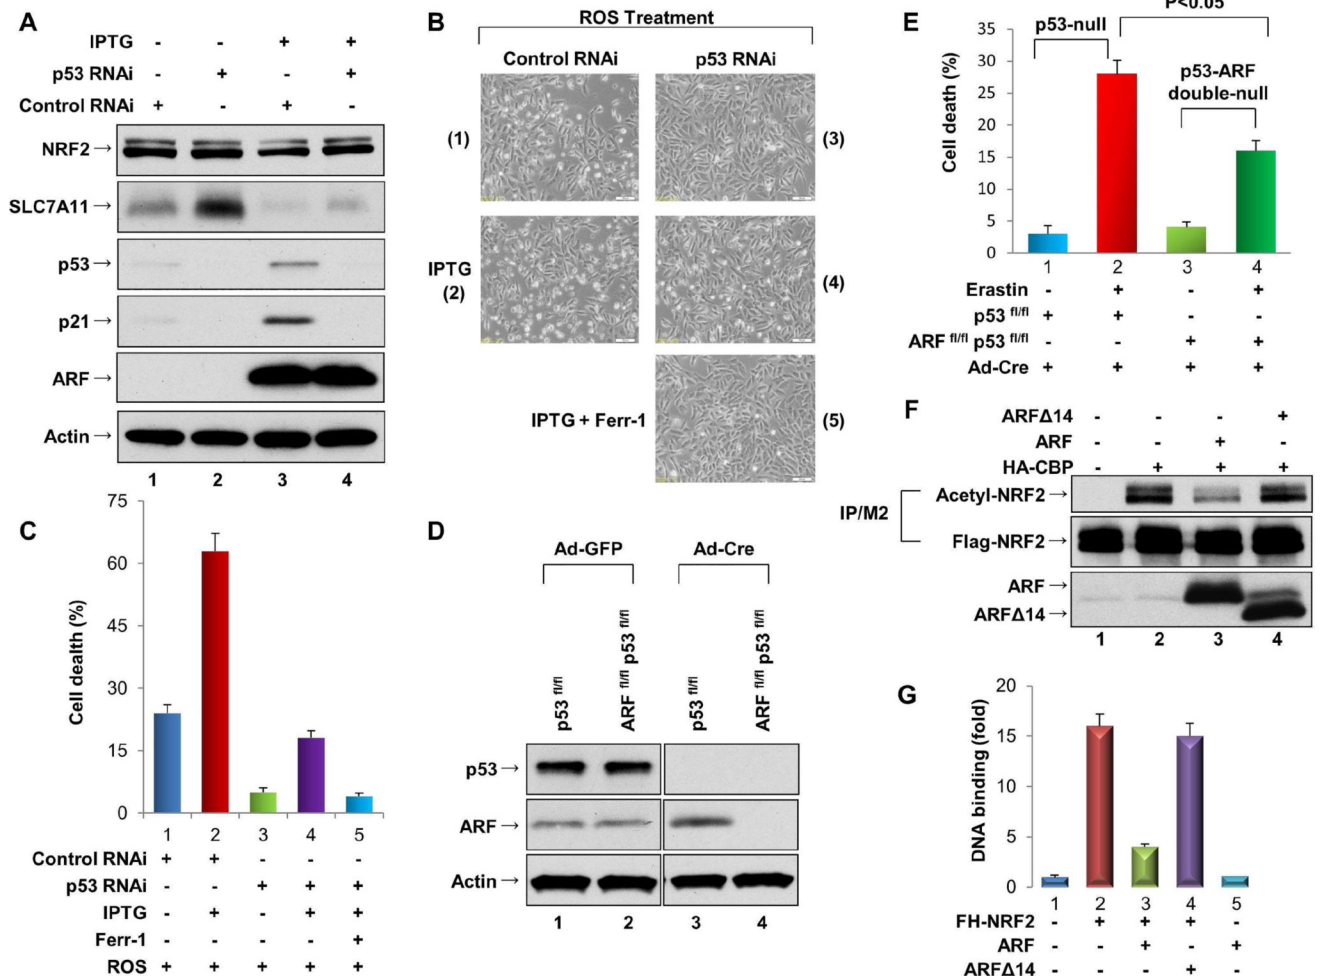 A
IPTG - - + +
p53 RNAi - + - +
Control RNAi + - + -
NRF2→
SLC7A11→
p53→
p21→
ARF→
Actin→
1 2 3 4
B
ROS Treatment
Control RNAi p53 RNAi
(1) (3)
IPTG
(2) (4)
IPTG + Ferr-1 (5)
C
Cell dealth (%)
75
60
45
30
15
0
1 2 3 4 5
Control RNAi + + - - -
p53 RNAi - - + + +
IPTG - + - + +
Ferr-1 - - - - +
ROS + + + + +
D
Ad-GFP Ad-Cre
p53 fl/fl
ARF fl/fl p53 fl/fl
p53 fl/fl
ARF fl/fl p53 fl/fl
p53→
ARF→
Actin→
1 2 3 4
E
P<0.05
p53-null
p53-ARF
double-null
Cell death (%)
35
30
25
20
15
10
5
0
1 2 3 4
Erastin - + - +
p53 fl/fl + + - -
ARF fl/fl p53 fl/fl - - + +
Ad-Cre + + + +
F
ARFΔ14 - - - +
ARF - - + -
HA-CBP - + + +
IP/M2
Acetyl-NRF2→
Flag-NRF2→
ARF→
ARFΔ14→
1 2 3 4
G
DNA binding (fold)
20
15
10
5
0
1 2 3 4 5
FH-NRF2 - + + + -
ARF - - + - +
ARFΔ14 - - - + -